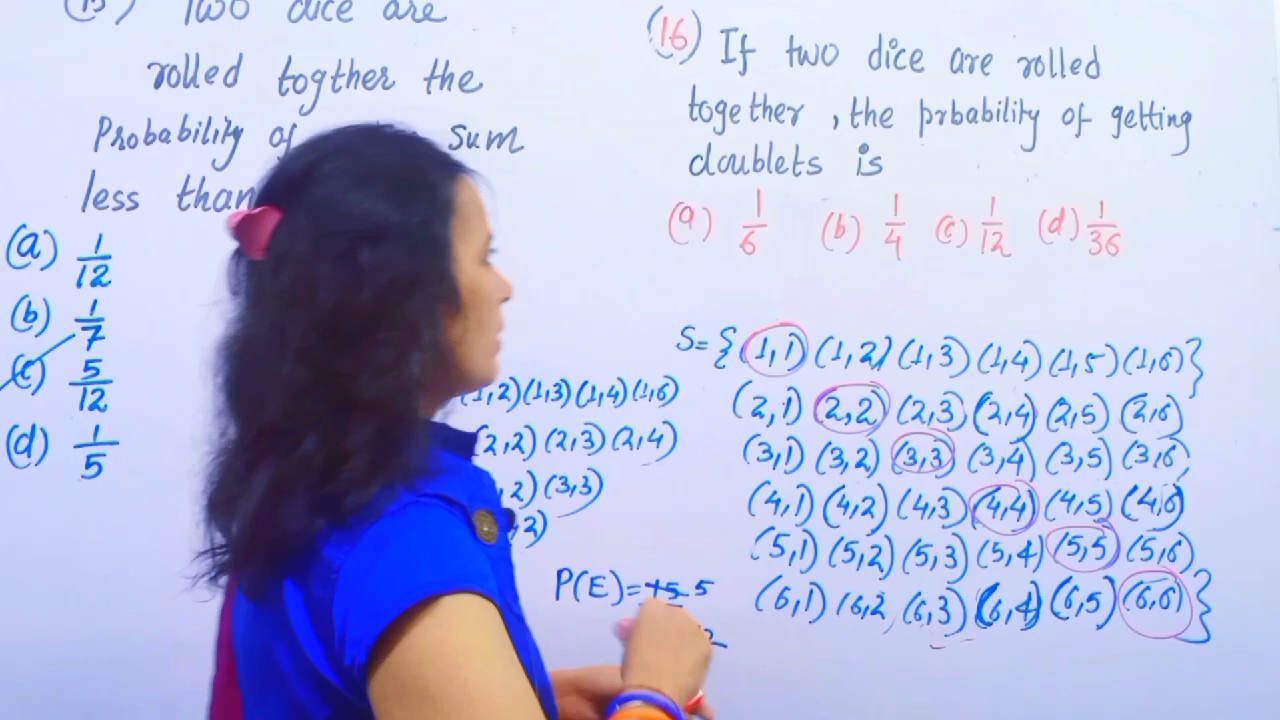 (15) Two dice are
rolled togther the
Probability of sum
less than
(a) 1/12
(b) 1/7
(c) 5/12
(d) 1/5
1,2)(1,3)(1,4)(1,6)
(2,2)(2,3)(2,4)
,2)(3,3)
,2)
P(E)=15 5
(16) If two dice are rolled
together, the prbability of getting
doublets is
(a) 1/6 (b) 1/4 (c) 1/12 (d) 1/36
S={(1,1)(1,2)(1,3)(1,4)(1,5)(1,6)}
(2,1)(2,2)(2,3)(2,4)(2,5)(2,6)
(3,1)(3,2)(3,3)(3,4)(3,5)(3,6)
(4,1)(4,2)(4,3)(4,4)(4,5)(4,6)
(5,1)(5,2)(5,3)(5,4)(5,5)(5,6)
(6,1)(6,2,(6,3)(6,4)(6,5)(6,6)}